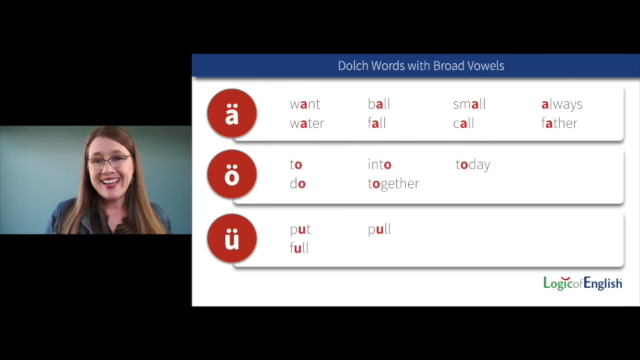 Dolch Words with Broad Vowels
ä
want ball small always
water fall call father
ö
to into today
do together
ü
put pull
full
Logic of English